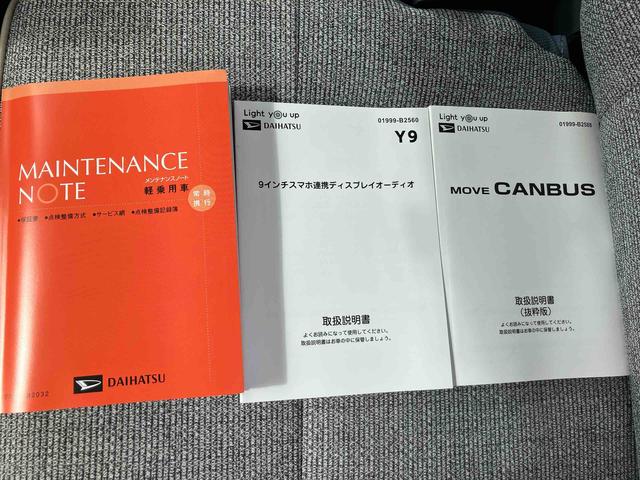 MAINTENANCE
NOTE
メンテナンスノート
軽乗用車
常時
携行
●保証書 ●点検整備方式 ●サービス網 ●点検整備記録簿
DAIHATSU
Light you up
DAIHATSU
01999-B2560
Y9
9インチスマホ連携ディスプレイオーディオ
取扱説明書
よくお読みになって使用してください。
取扱説明書はお車の中に保管しましょう。
Light you up
DAIHATSU
MOVE CANBUS
取扱説明書
(抜粋版)
よくお読みになって使用してください。
取扱説明書はお車の中に保管しましょう。